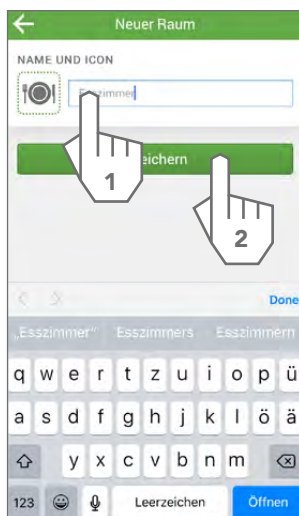 Neuer Raum
NAME UND ICON
Esszimmer
eichern
1
2
Done
„Esszimmer“ Esszimmers Esszimmern
q w e r t z u i o p ü
a s d f g h j k l ö ä
y x c v b n m
123 Leerzeichen Öffnen